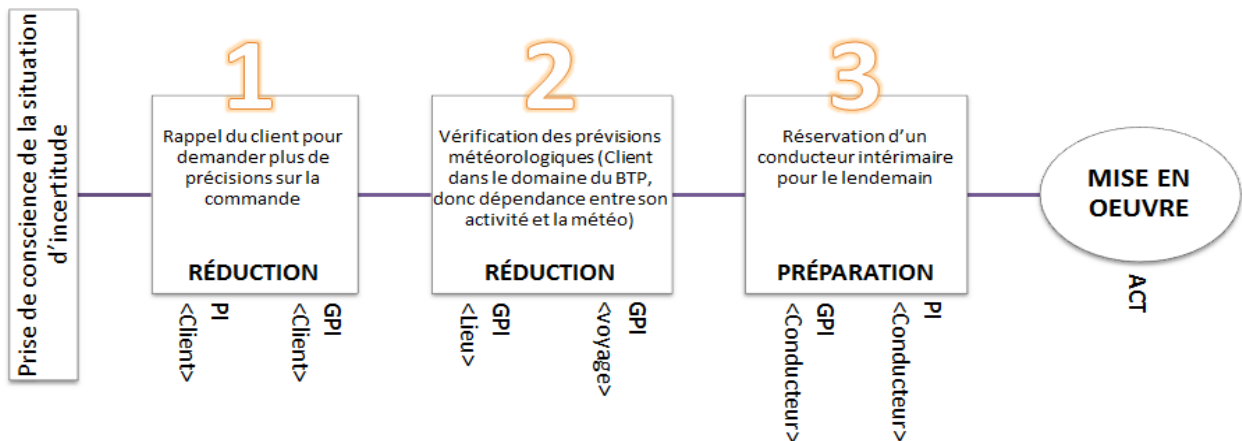 Prise de conscience de la situation
d'incertitude
1
Rappel du client pour
demander plus de
précisions sur la
commande
RÉDUCTION
PI
<Client>
GPI
<Client>
2
Vérification des prévisions
météorologiques (Client
dans le domaine du BTP,
donc dépendance entre son
activité et la météo)
RÉDUCTION
GPI
<Lieu>
GPI
<voyage>
3
Réservation d'un
conducteur intérimaire
pour le lendemain
PRÉPARATION
GPI
<Conducteur>
PI
<Conducteur>
MISE EN
OEUVRE
ACT